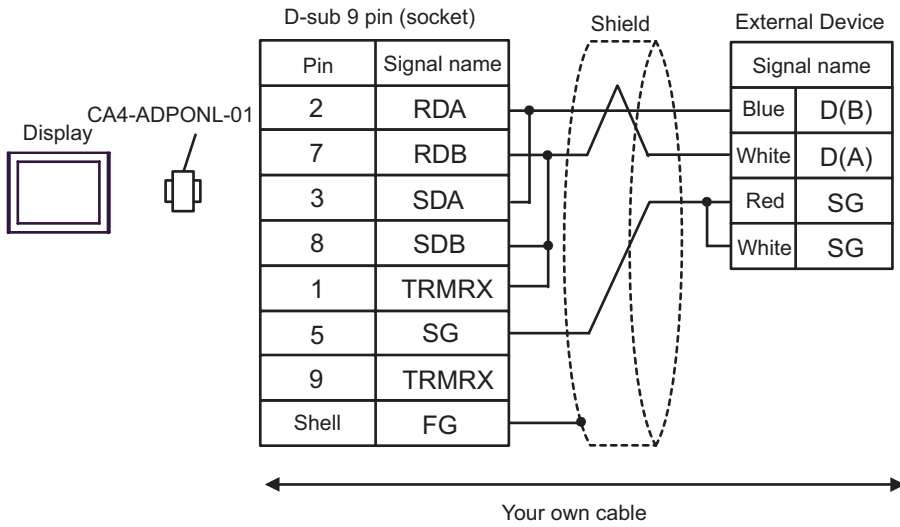 D-sub 9 pin (socket)
Shield
External Device
Pin Signal name
Signal name
CA4-ADPONL-01
Display
2 RDA
Blue D(B)
7 RDB
White D(A)
3 SDA
Red SG
8 SDB
White SG
1 TRMRX
5 SG
9 TRMRX
Shell FG
Your own cable